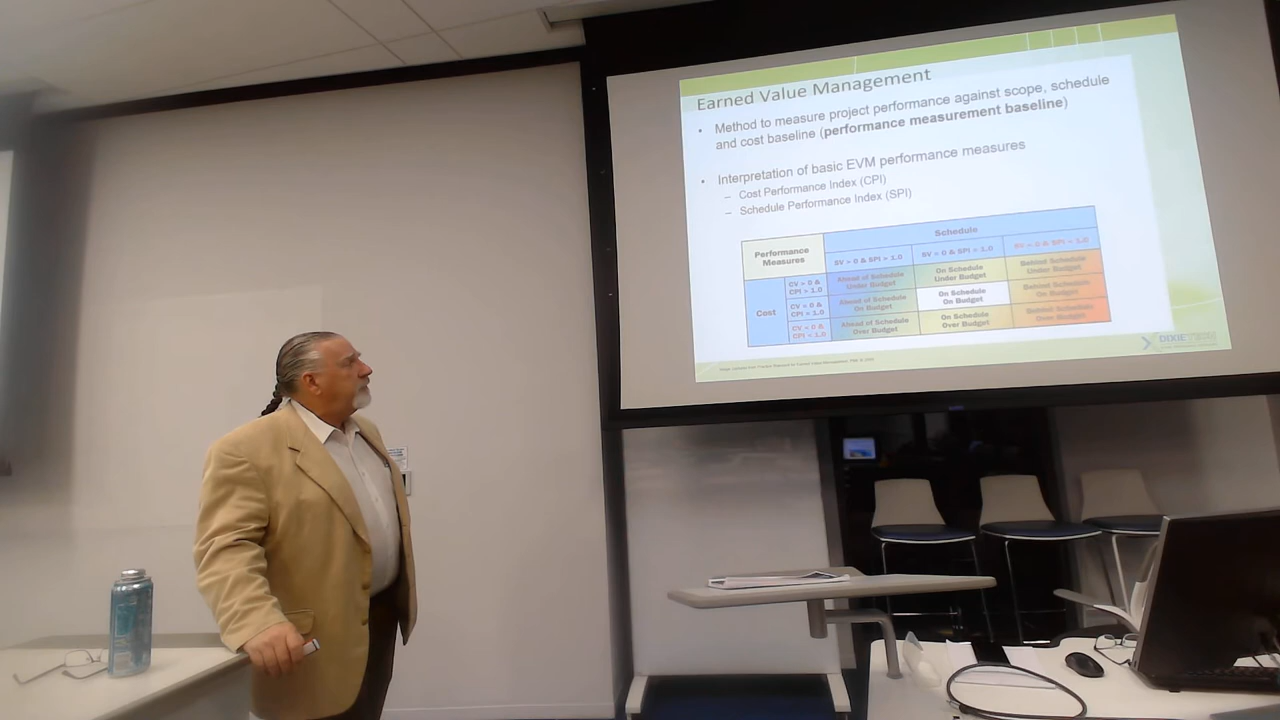 Earned Value Management
• Method to measure project performance against scope, schedule
and cost baseline (performance measurement baseline)
• Interpretation of basic EVM performance measures
– Cost Performance Index (CPI)
– Schedule Performance Index (SPI)
Performance
Measures
Schedule
SV > 0 & SPI > 1.0
SV = 0 & SPI = 1.0
SV < 0 & SPI < 1.0
Cost
CV > 0 &
CPI > 1.0
Ahead of Schedule
Under Budget
On Schedule
Under Budget
Behind Schedule
Under Budget
CPI = 1.0
Ahead of Schedule
On Budget
On Schedule
On Budget
Behind Schedule
On Budget
CV < 0 &
CPI < 1.0
Ahead of Schedule
Over Budget
On Schedule
Over Budget
Behind Schedule
Over Budget
DIXIE